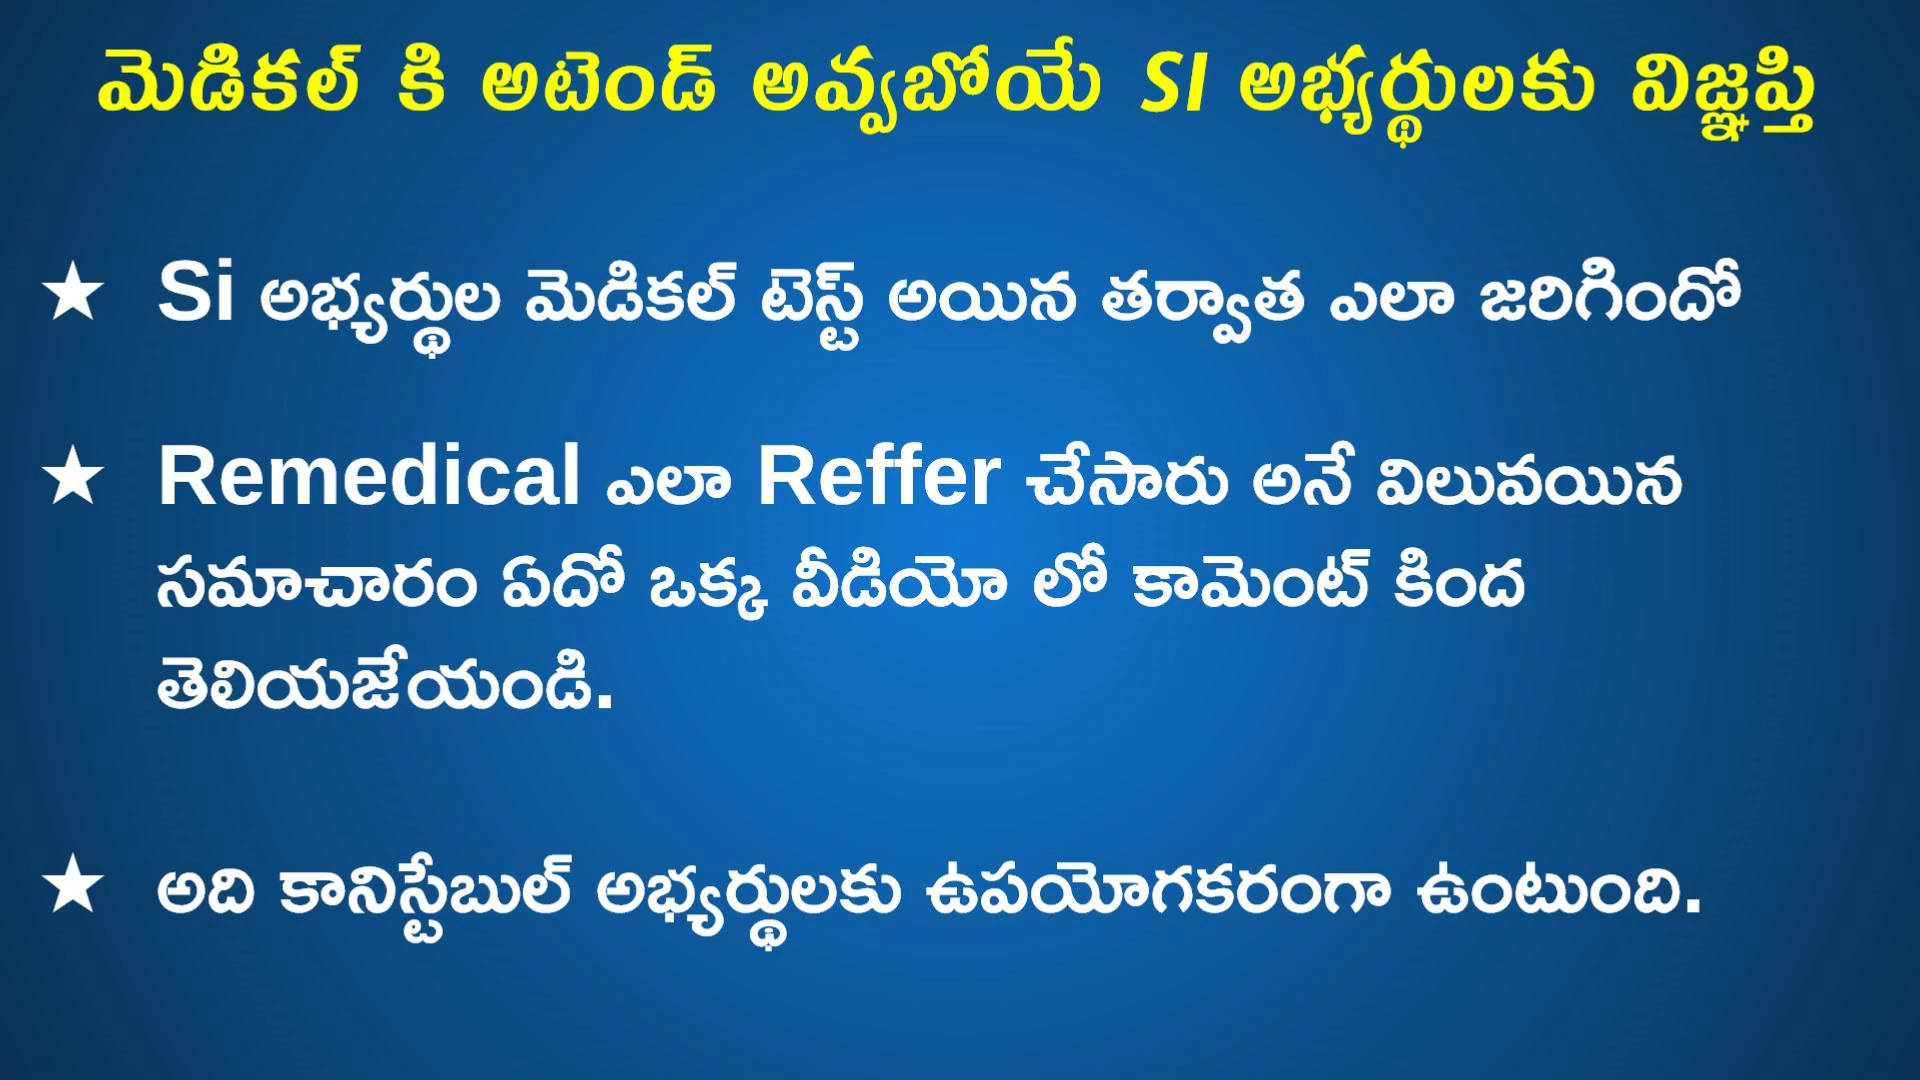 మెడికల్ కి అటెండ్ అవ్వబోయే SI అభ్యర్థులకు విజ్ఞప్తి
★ Si అభ్యర్థుల మెడికల్ టెస్ట్ అయిన తర్వాత ఎలా జరిగిందో
★ Remedical ఎలా Reffer చేసారు అనే విలువయిన
సమాచారం ఏదో ఒక్క వీడియో లో కామెంట్ కింద
తెలియజేయండి.
★ అది కానిస్టేబుల్ అభ్యర్థులకు ఉపయోగకరంగా ఉంటుంది.